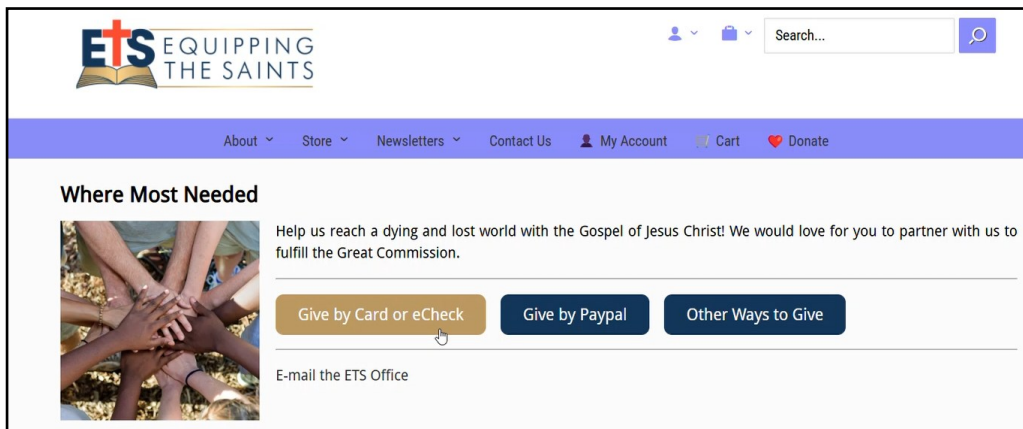 ETS EQUIPPING
THE SAINTS
Search...
About Store Newsletters Contact Us My Account Cart Donate
Where Most Needed
Help us reach a dying and lost world with the Gospel of Jesus Christ! We would love for you to partner with us to
fulfill the Great Commission.
Give by Card or eCheck Give by Paypal Other Ways to Give
E-mail the ETS Office